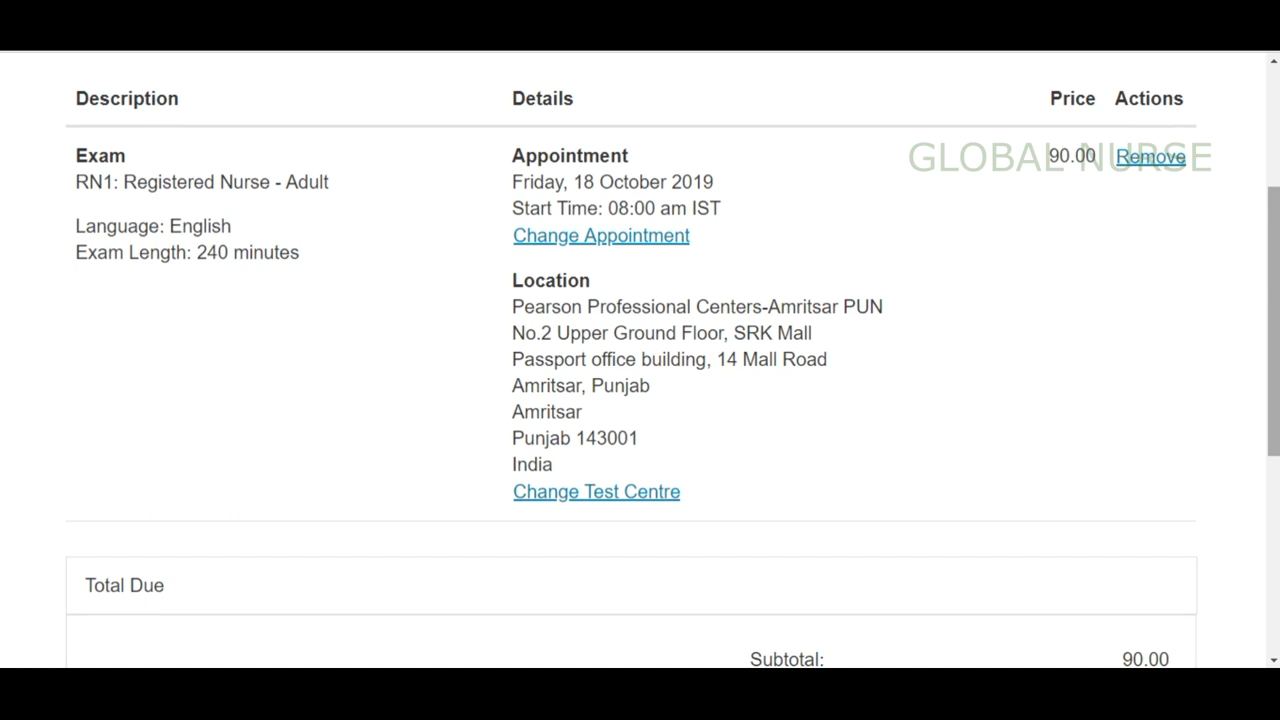 Description Details Price Actions
Exam
RN1: Registered Nurse - Adult
Language: English
Exam Length: 240 minutes
Appointment
Friday, 18 October 2019
Start Time: 08:00 am IST
Change Appointment
Location
Pearson Professional Centers-Amritsar PUN
No.2 Upper Ground Floor, SRK Mall
Passport office building, 14 Mall Road
Amritsar, Punjab
Amritsar
Punjab 143001
India
Change Test Centre
90.00 Remove
GLOBAL NURSE
Total Due
Subtotal: 90.00